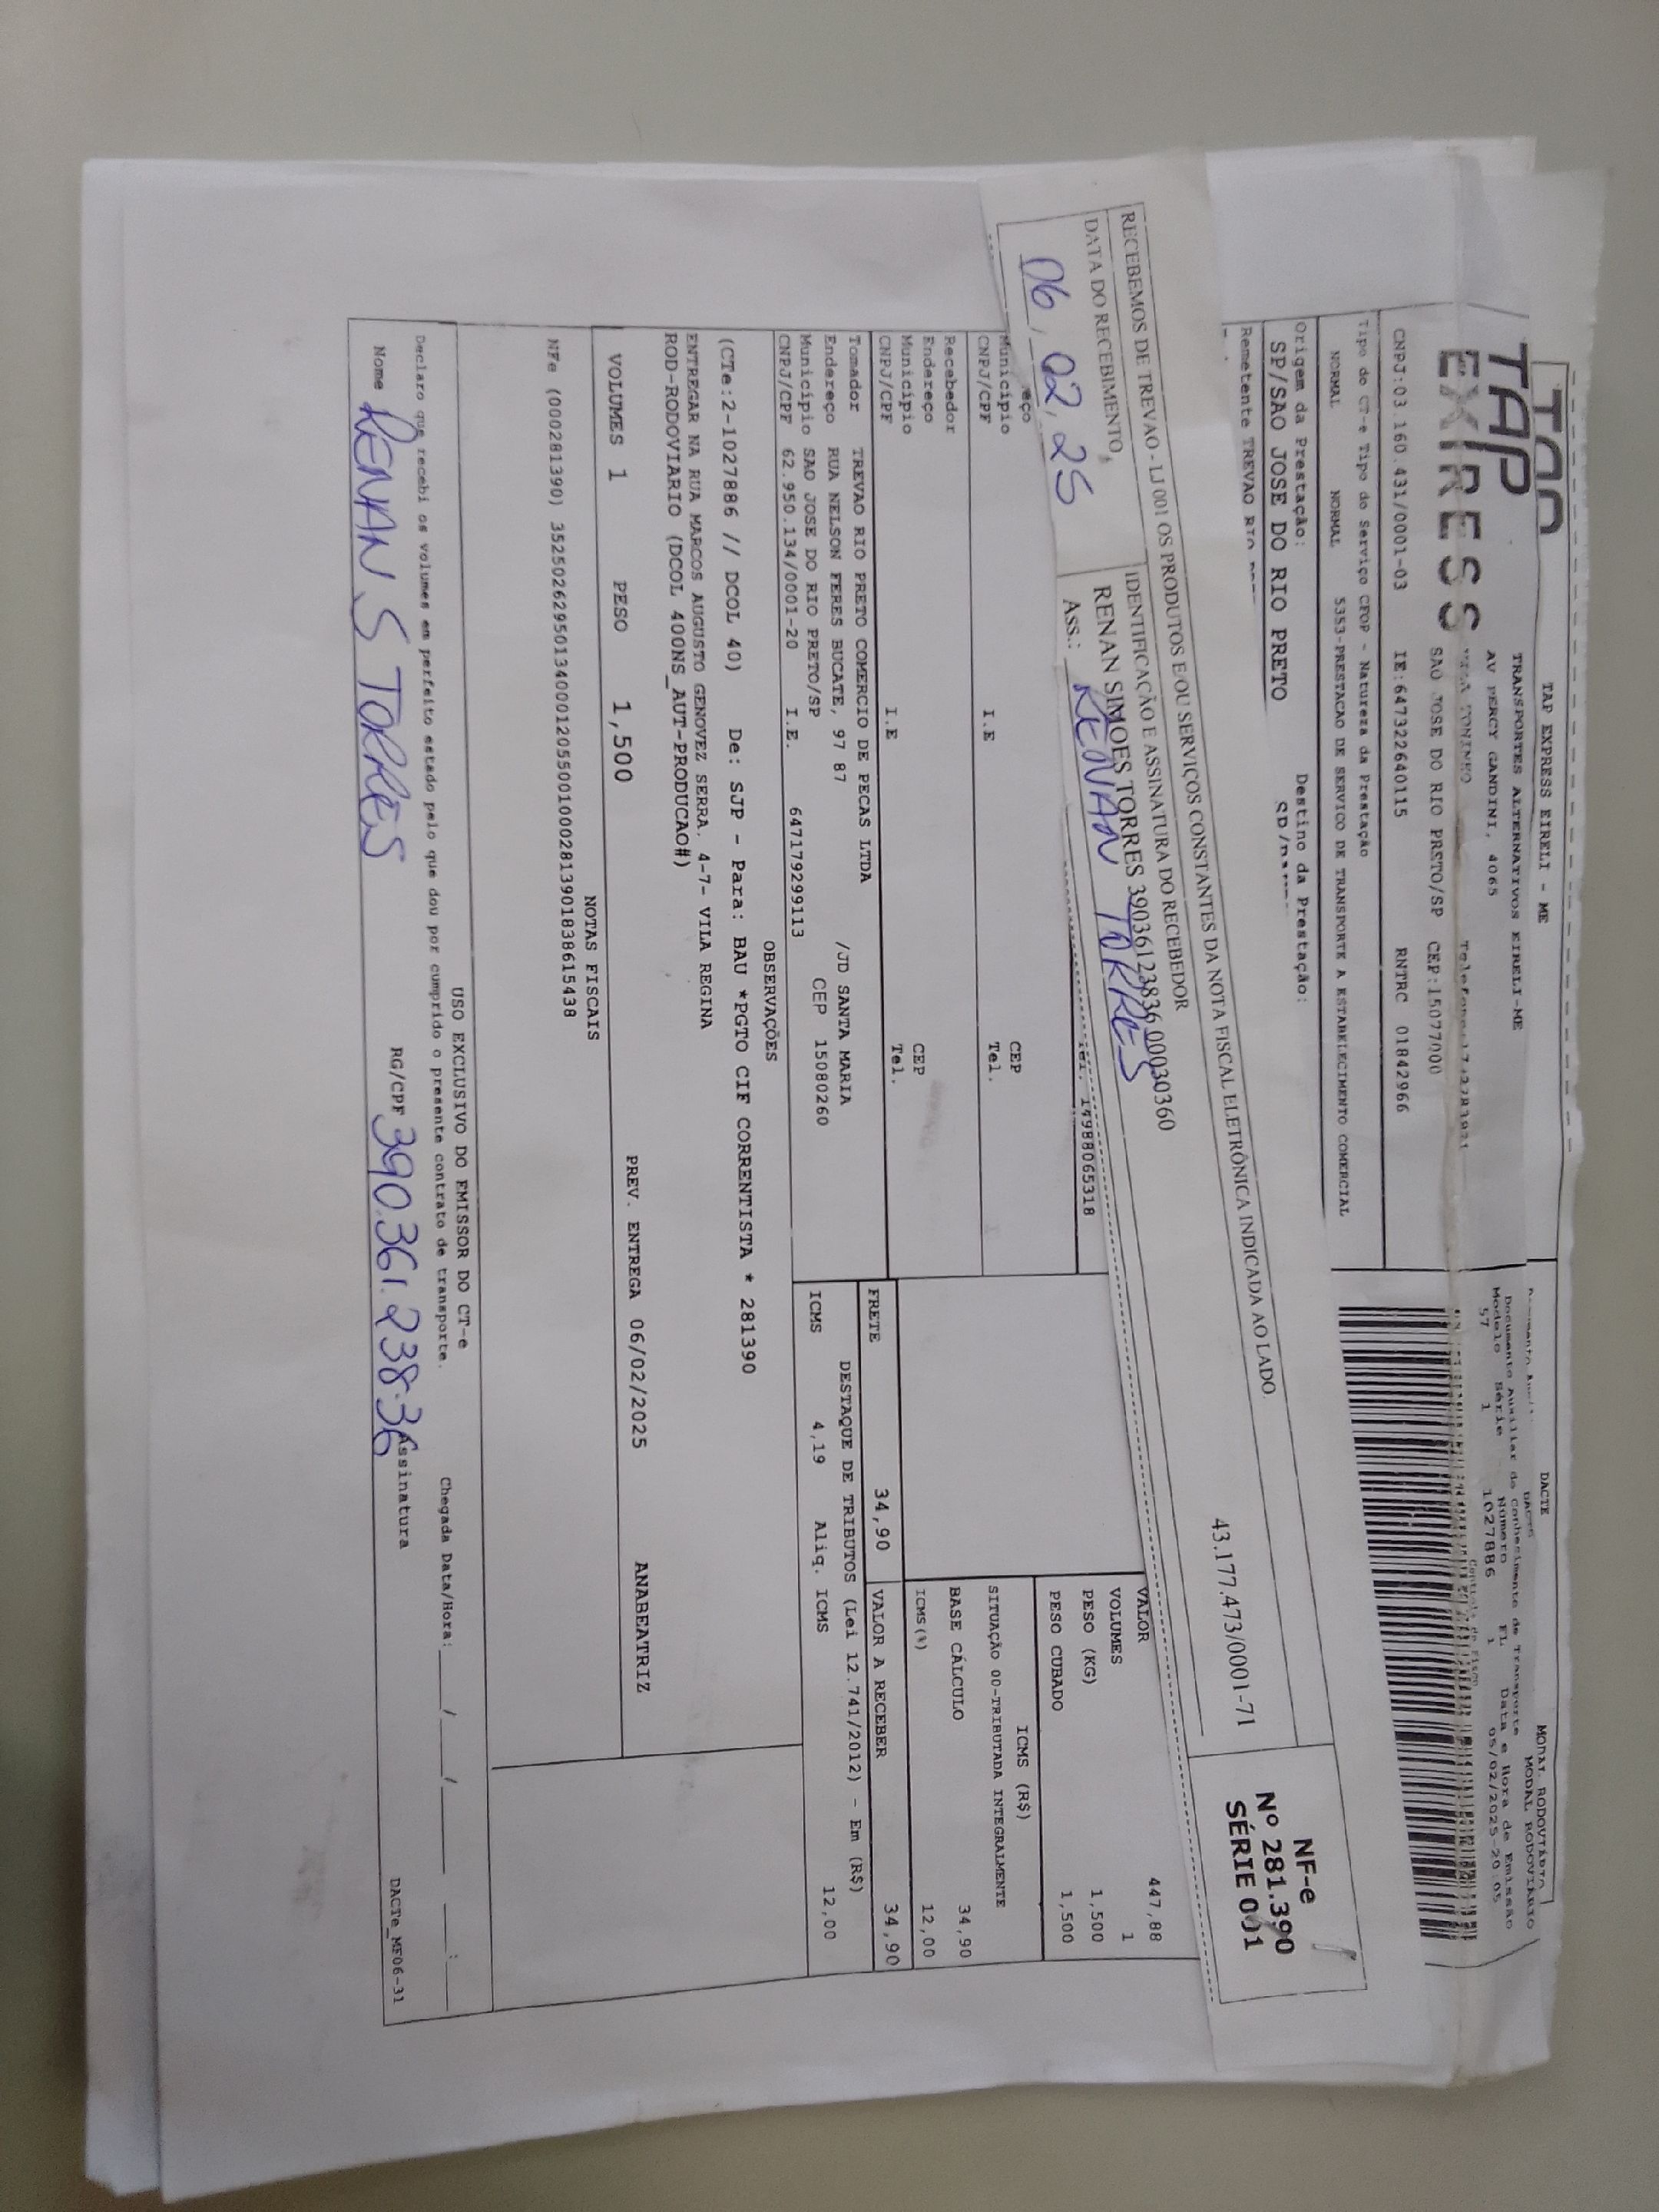 TAP EXPRESS EIRELI - ME
TAP
EXPRESS
TRANSPORTES ALTERNATIVOS EIRELI-ME
AV PERCY GANDINI, 4065
SAO JOSE DO RIO PRETO/SP CEP:15077000
CNPJ:03.160.431/0001-03 IE:647322640115 RNTRC 01842966
DACTE
Documento Auxiliar do Conhecimento de Transporte
MODAL RODOVIARIO
Modelo Série Número FL Data e Hora de Emissão
57 1 1027886 1 05/02/2025-20:05
Tipo do CT-e Tipo do Serviço CFOP - Natureza da Prestação
NORMAL NORMAL 5353-PRESTACAO DE SERVICO DE TRANSPORTE A ESTABELECIMENTO COMERCIAL
Origem da Prestação: Destino da Prestação:
SP/SAO JOSE DO RIO PRETO
Remetente TREVAO RIO
RECEBEMOS DE TREVAO - LJ 001 OS PRODUTOS E/OU SERVIÇOS CONSTANTES DA NOTA FISCAL ELETRÔNICA INDICADA AO LADO.
DATA DO RECEBIMENTO
06,02,25
IDENTIFICAÇÃO E ASSINATURA DO RECEBEDOR
RENAN SIMOES TORRES 39036123836 000030360
43.177.473/0001-71
Ass.: RENAN TORRES
NF-e
Nº 281.390
SÉRIE 001
14988065318
Município CEP
CNPJ/CPF I.E Tel.
Recebedor
Endereço
Município CEP
CNPJ/CPF I.E Tel.
VALOR 447,88
VOLUMES 1
PESO (KG) 1,500
PESO CUBADO 1,500
ICMS (R$)
SITUAÇÃO 00-TRIBUTADA INTEGRALMENTE
BASE CÁLCULO 34,90
ICMS(%) 12,00
Tomador TREVAO RIO PRETO COMERCIO DE PECAS LTDA
Endereço RUA NELSON FERES BUCATE, 97 87 /JD SANTA MARIA
Município SAO JOSE DO RIO PRETO/SP CEP 15080260
CNPJ/CPF 62.950.134/0001-20 I.E. 647179299113
FRETE 34,90 VALOR A RECEBER 34,90
DESTAQUE DE TRIBUTOS (Lei 12.741/2012) - Em (R$)
ICMS 4,19 Aliq. ICMS 12,00
OBSERVAÇÕES
(CTe:2-1027886 // DCOL 40) De: SJP - Para: BAU *PGTO CIF CORRENTISTA * 281390
ENTREGAR NA RUA MARCOS AUGUSTO GENOVEZ SERRA, 4-7- VILA REGINA
ROD-RODOVIARIO (DCOL 400NS_AUT-PRODUCAO#)
VOLUMES 1 PESO 1,500 PREV. ENTREGA 06/02/2025 ANABEATRIZ
NOTAS FISCAIS
NFe (000281390) 35250262950134000120550010002813901838615438
USO EXCLUSIVO DO EMISSOR DO CT-e
Declaro que recebi os volumes em perfeito estado pelo que dou por cumprido o presente contrato de transporte. Chegada Data/Hora: ____/____/____ ____:____
Nome RENAN S TORRES RG/CPF 390.361.238-36 Assinatura
DACTe_MF06-31